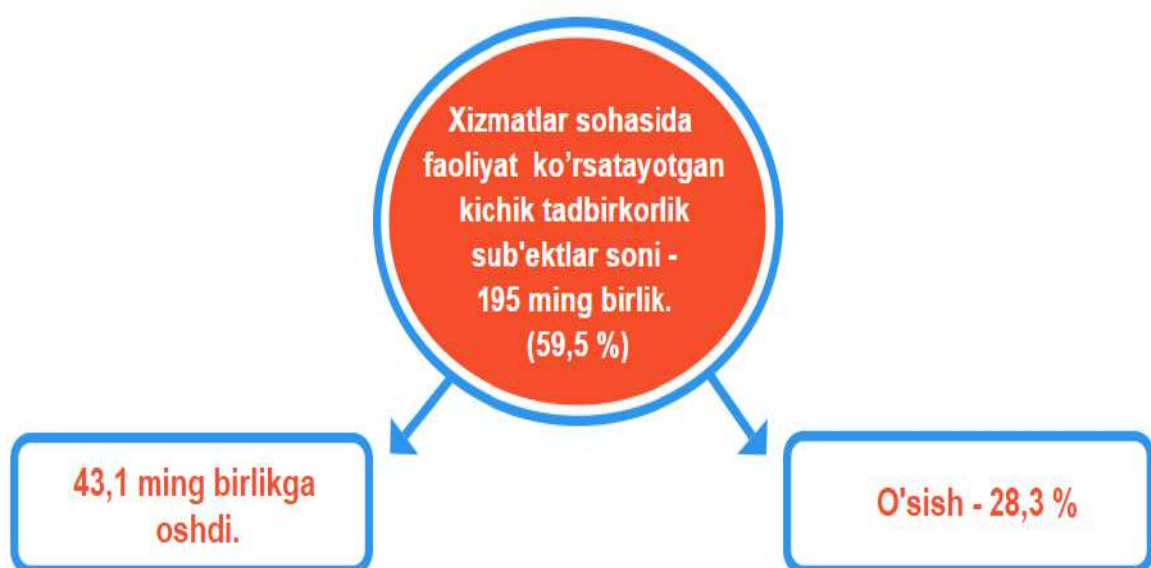 Xizmatlar sohasida
faoliyat ko’rsatayotgan
kichik tadbirkorlik
sub'ektlar soni -
195 ming birlik.
(59,5 %)
43,1 ming birlikga
oshdi.
O'sish - 28,3 %